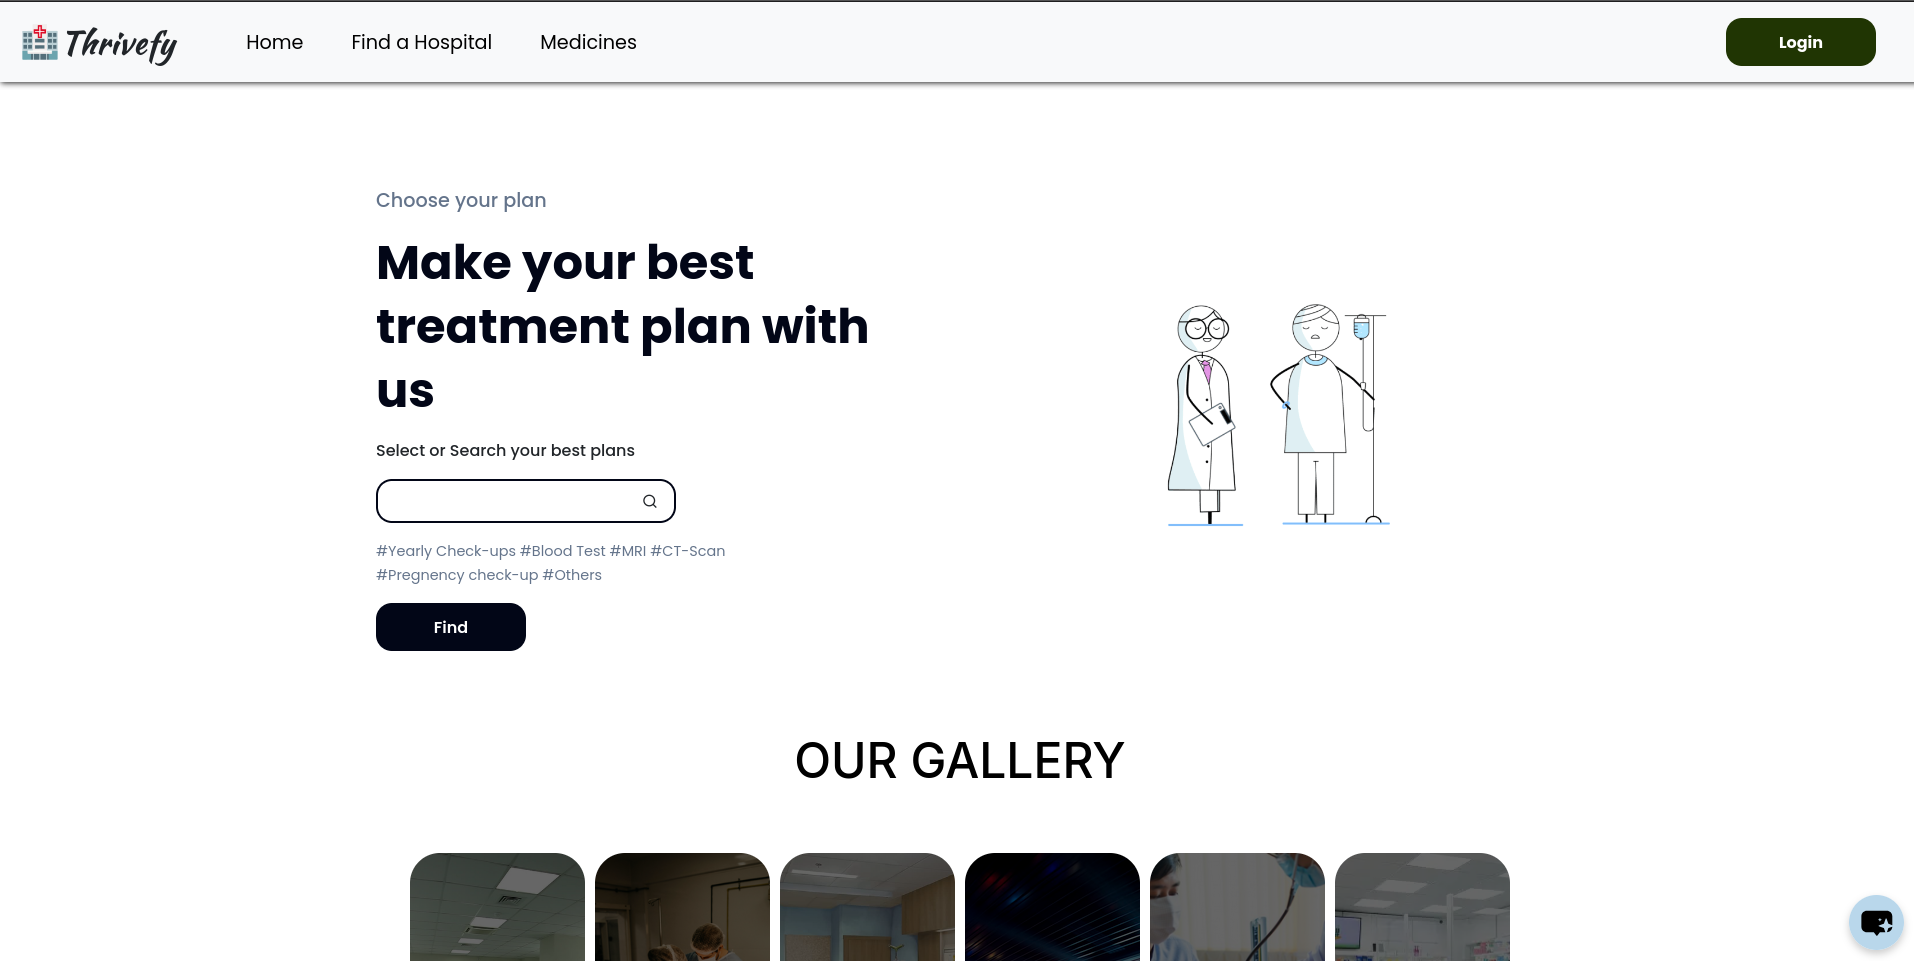 Thrivefy
Home
Find a Hospital
Medicines
Login
Choose your plan
Make your best
treatment plan with
us
Select or Search your best plans
#Yearly Check-ups #Blood Test #MRI #CT-Scan
#Pregnency check-up #Others
Find
OUR GALLERY